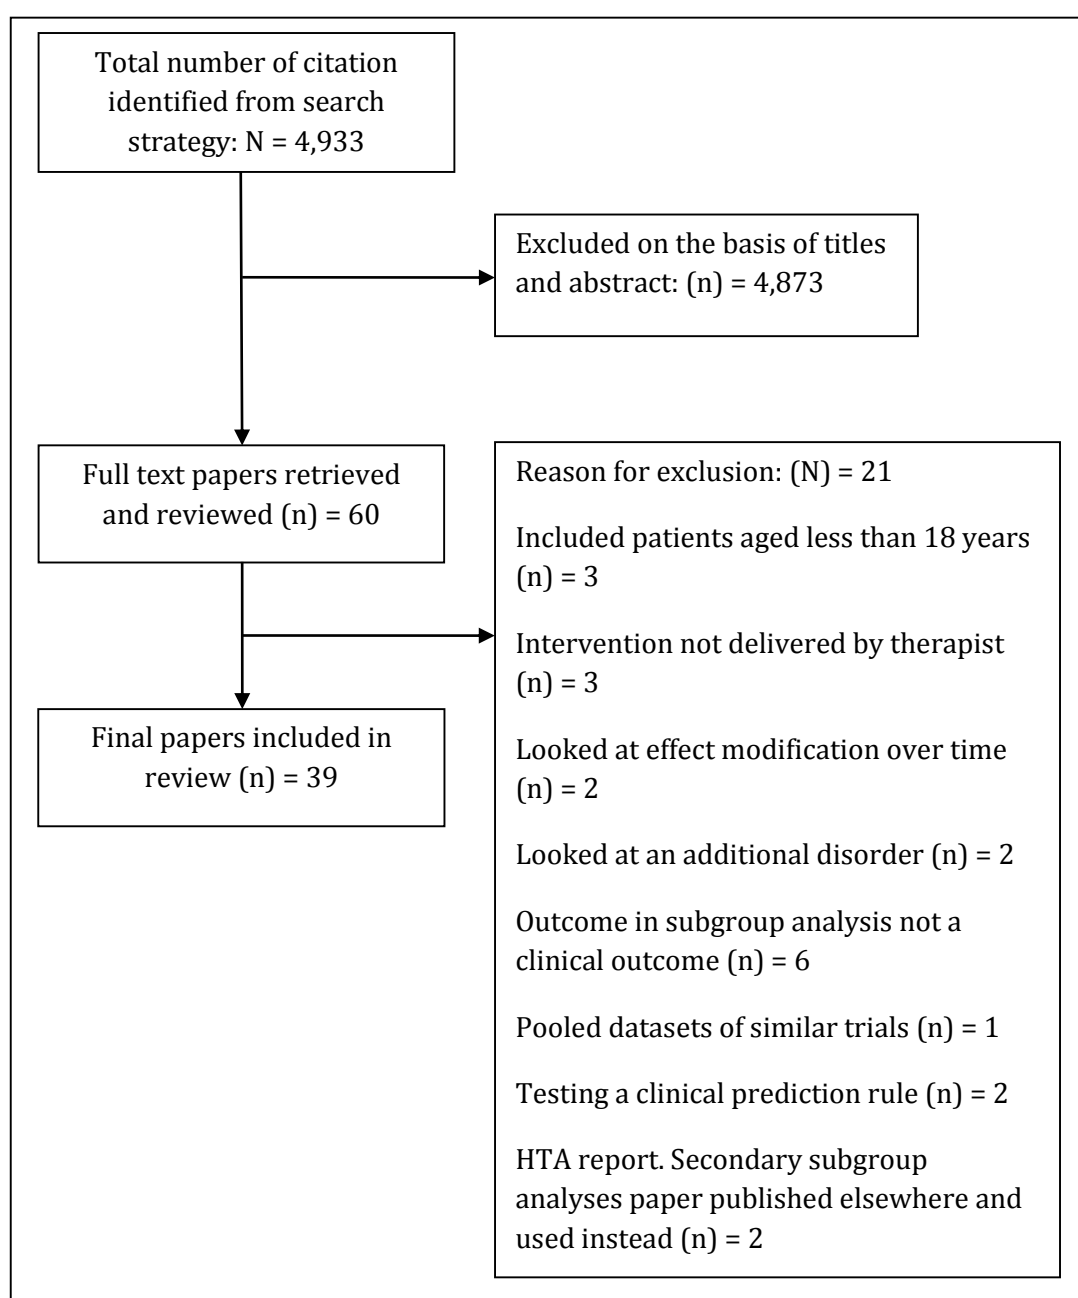 Total number of citation
identified from search
strategy: N = 4,933
Excluded on the basis of titles
and abstract: (n) = 4,873
Full text papers retrieved
and reviewed (n) = 60
Reason for exclusion: (N) = 21
Included patients aged less than 18 years
(n) = 3
Intervention not delivered by therapist
(n) = 3
Looked at effect modification over time
(n) = 2
Looked at an additional disorder (n) = 2
Outcome in subgroup analysis not a
clinical outcome (n) = 6
Pooled datasets of similar trials (n) = 1
Testing a clinical prediction rule (n) = 2
HTA report. Secondary subgroup
analyses paper published elsewhere and
used instead (n) = 2
Final papers included in
review (n) = 39